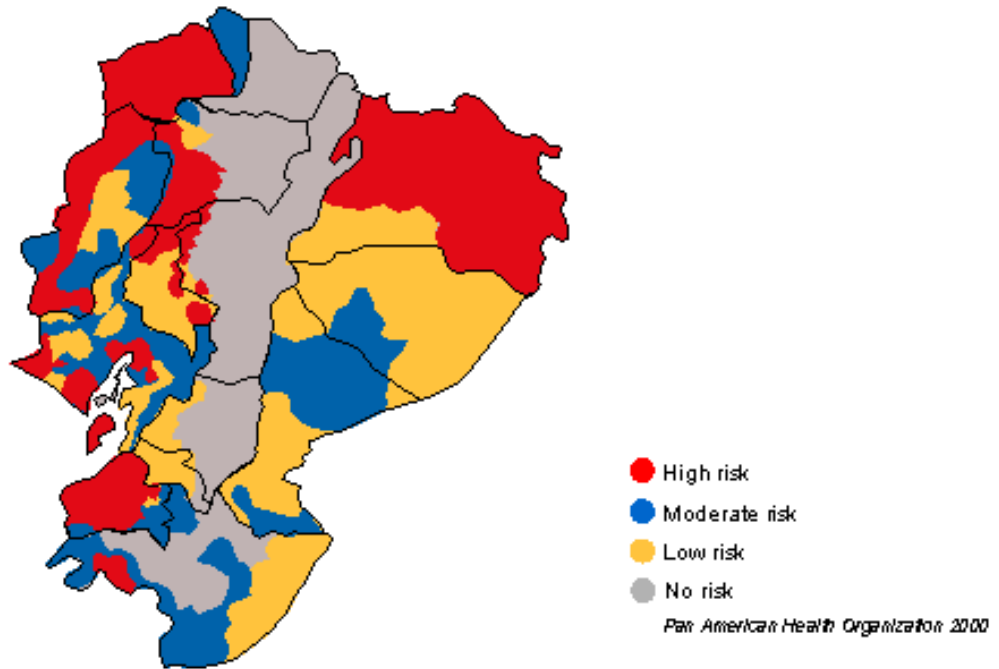 High risk
Moderate risk
Low risk
No risk
Pan American Health Organization 2000